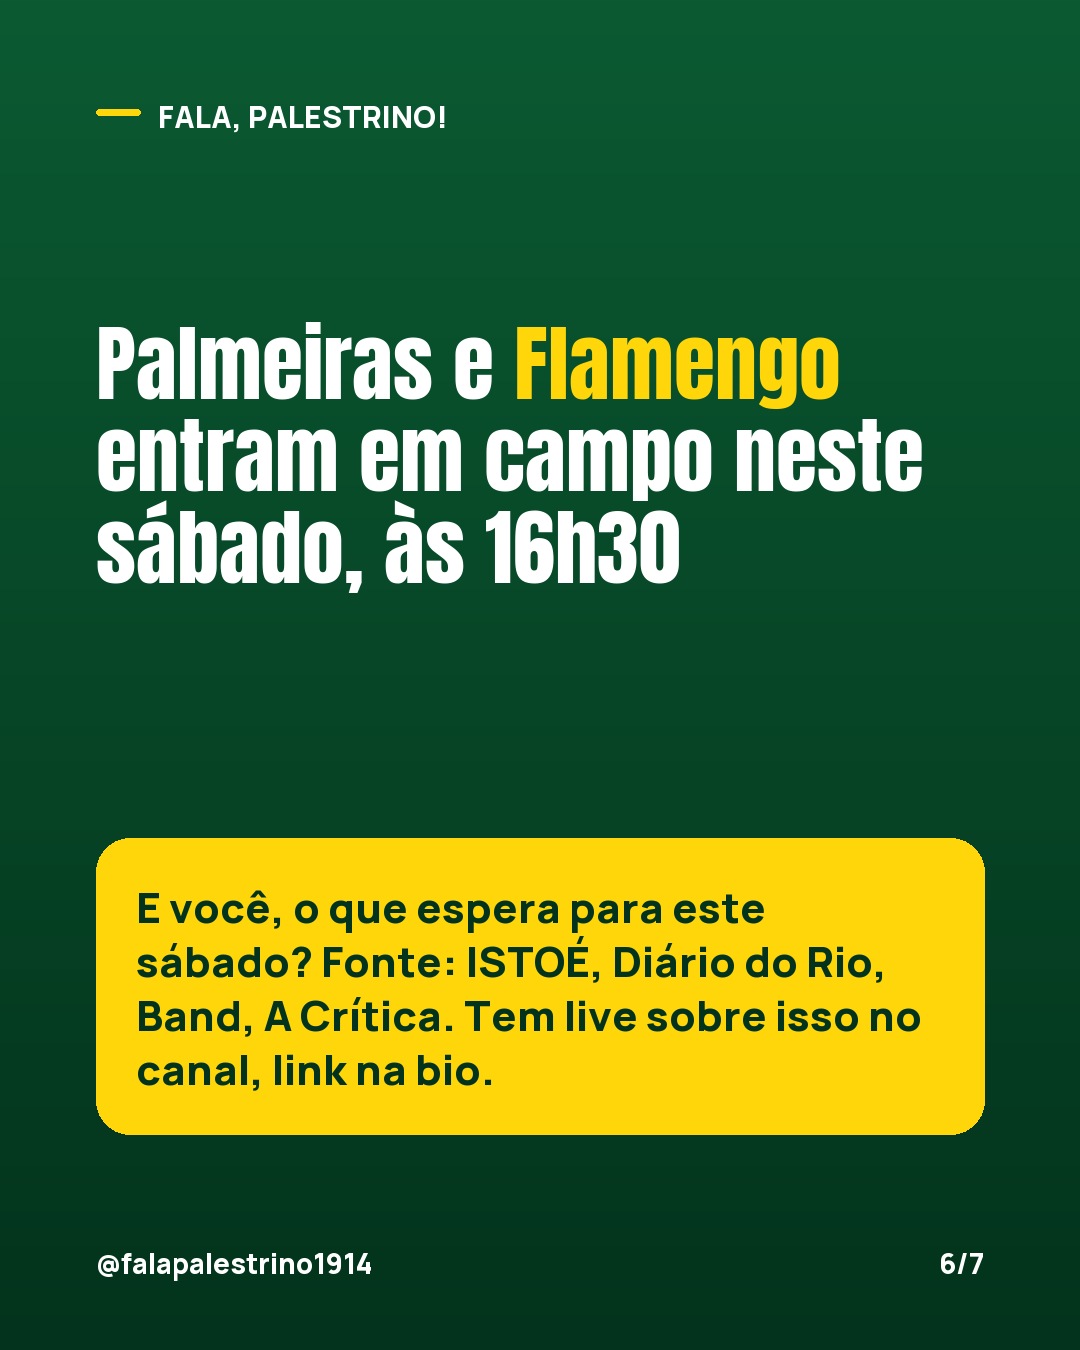 FALA, PALESTRINO!
Palmeiras e Flamengo
entram em campo neste
sábado, às 16h30
E você, o que espera para este
sábado? Fonte: ISTOÉ, Diário do Rio,
Band, A Crítica. Tem live sobre isso no
canal, link na bio.
@falapalestrino1914
6/7